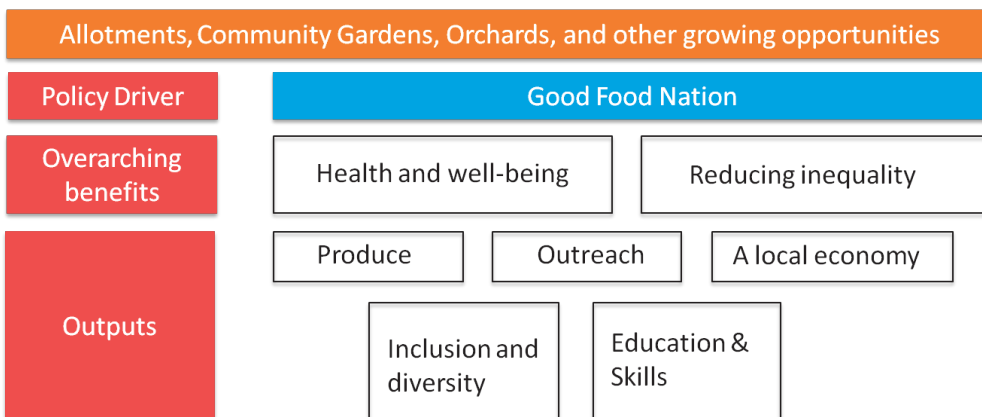 Allotments, Community Gardens, Orchards, and other growing opportunities
Policy Driver
Good Food Nation
Overarching
benefits
Health and well-being
Reducing inequality
Outputs
Produce
Outreach
A local economy
Inclusion and
diversity
Education &
Skills